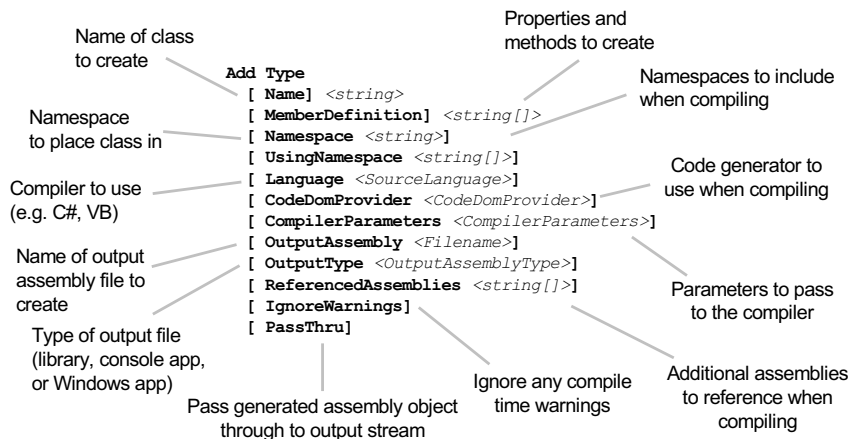 Name of class
to create
Properties and
methods to create
Namespaces to include
when compiling
Namespace
to place class in
Compiler to use
(e.g. C#, VB)
Code generator to
use when compiling
Name of output
assembly file to
create
Type of output file
(library, console app,
or Windows app)
Parameters to pass
to the compiler
Pass generated assembly object
through to output stream
Ignore any compile
time warnings
Additional assemblies
to reference when
compiling
Add Type
[ Name] <string>
[ MemberDefinition] <string[]>
[ Namespace <string>]
[ UsingNamespace <string[]>]
[ Language <SourceLanguage>]
[ CodeDomProvider <CodeDomProvider>]
[ CompilerParameters <CompilerParameters>]
[ OutputAssembly <Filename>]
[ OutputType <OutputAssemblyType>]
[ ReferencedAssemblies <string[]>]
[ IgnoreWarnings]
[ PassThru]